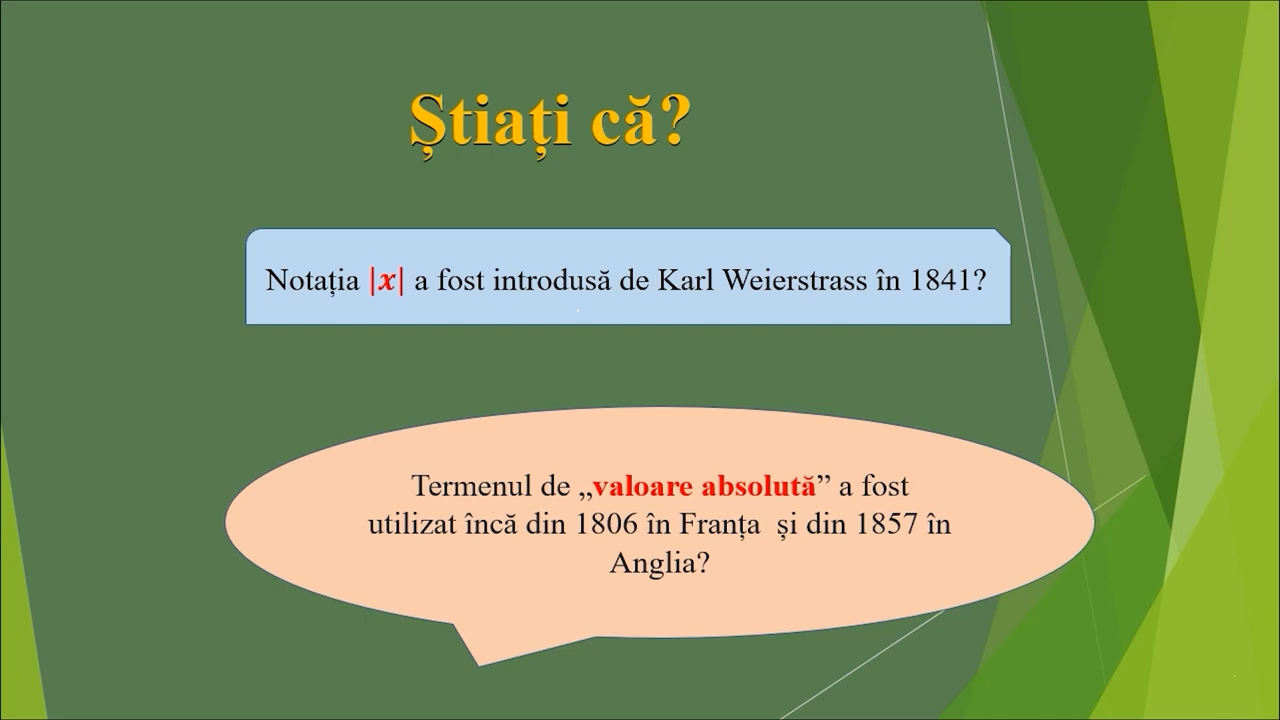 Știați că?
Notația |x| a fost introdusă de Karl Weierstrass în 1841?
Termenul de „valoare absolută” a fost
utilizat încă din 1806 în Franța și din 1857 în
Anglia?